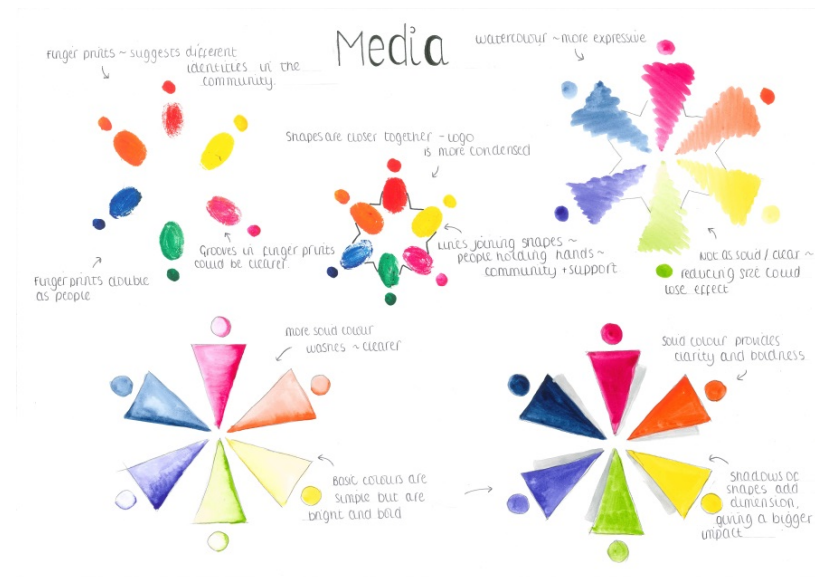 Media
Finger prints ~ suggests different
identities in the
community.
Fingerprints double
as people
Grooves in finger prints
could be clearer.
Shapes are closer together - logo
is more condensed
Lines joining shapes ~
people holding hands ~
community + support
Watercolour ~ more expressive
Not as solid / clear ~
reducing size could
lose effect
More solid colour
washes ~ clearer
Basic colours are
simple but are
bright and bold
Solid colour provides
clarity and boldness
Shadows of
shapes add
dimension,
giving a bigger
impact